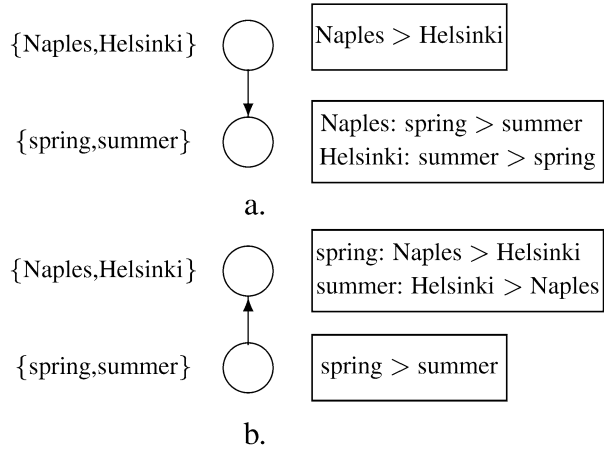 {Naples,Helsinki}
Naples > Helsinki
{spring,summer}
Naples: spring > summer
Helsinki: summer > spring
a.
{Naples,Helsinki}
spring: Naples > Helsinki
summer: Helsinki > Naples
{spring,summer}
spring > summer
b.